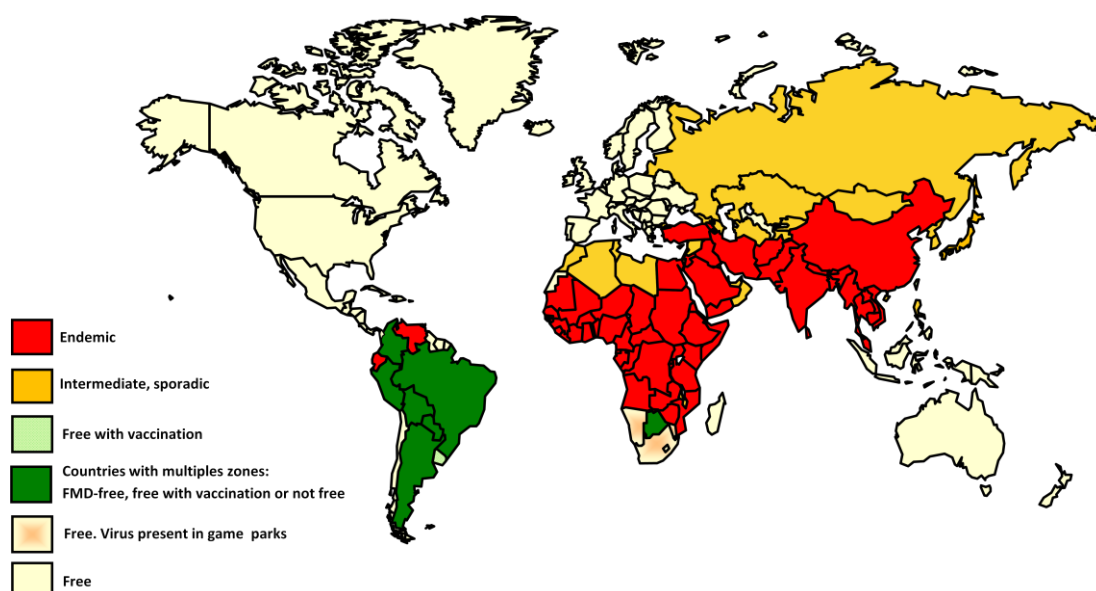 Endemic
Intermediate, sporadic
Free with vaccination
Countries with multiples zones:
FMD-free, free with vaccination or not free
Free. Virus present in game parks
Free